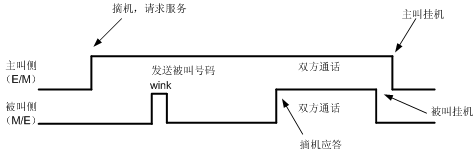 摘机，请求服务
主叫挂机
主叫侧
（E/M）
发送被叫号码
双方通话
wink
被叫侧
（M/E）
双方通话
被叫挂机
摘机应答